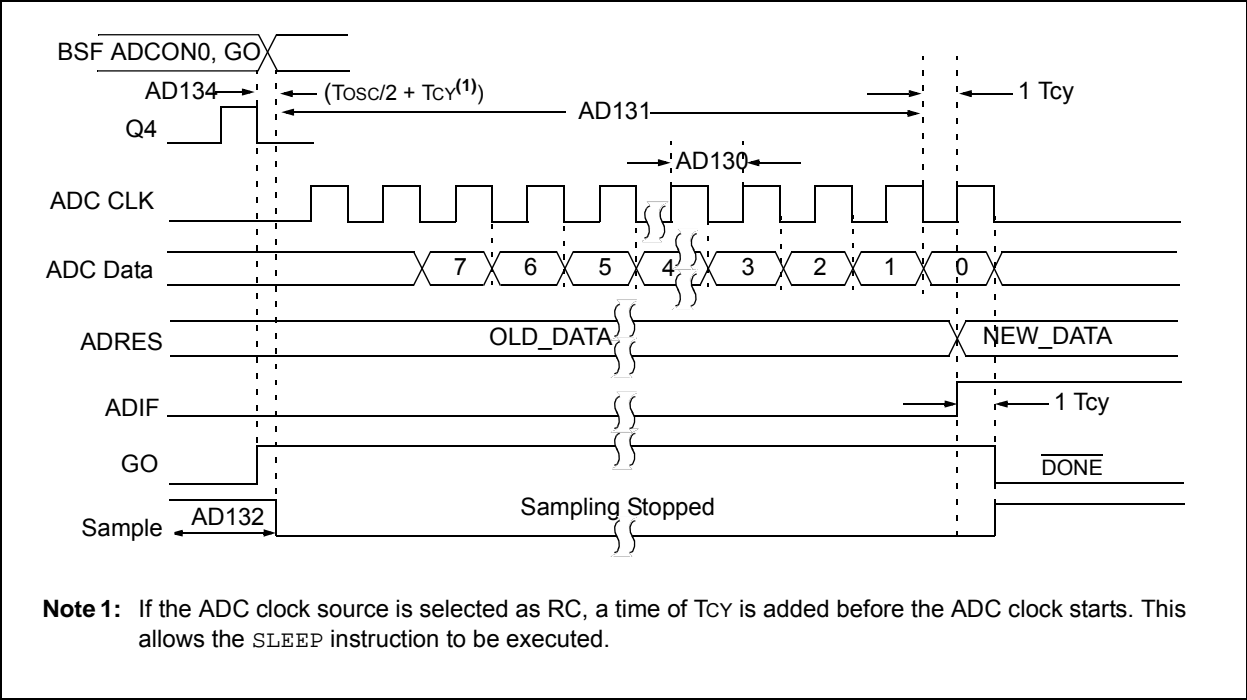 BSF ADCON0, GO
AD134 (TOSC/2 + TCY(1)) 1 Tcy
AD131
Q4
AD130
ADC CLK
ADC Data 7 6 5 4 3 2 1 0
ADRES OLD_DATA NEW_DATA
ADIF 1 Tcy
GO DONE
Sample AD132 Sampling Stopped
Note 1: If the ADC clock source is selected as RC, a time of TCY is added before the ADC clock starts. This
allows the SLEEP instruction to be executed.